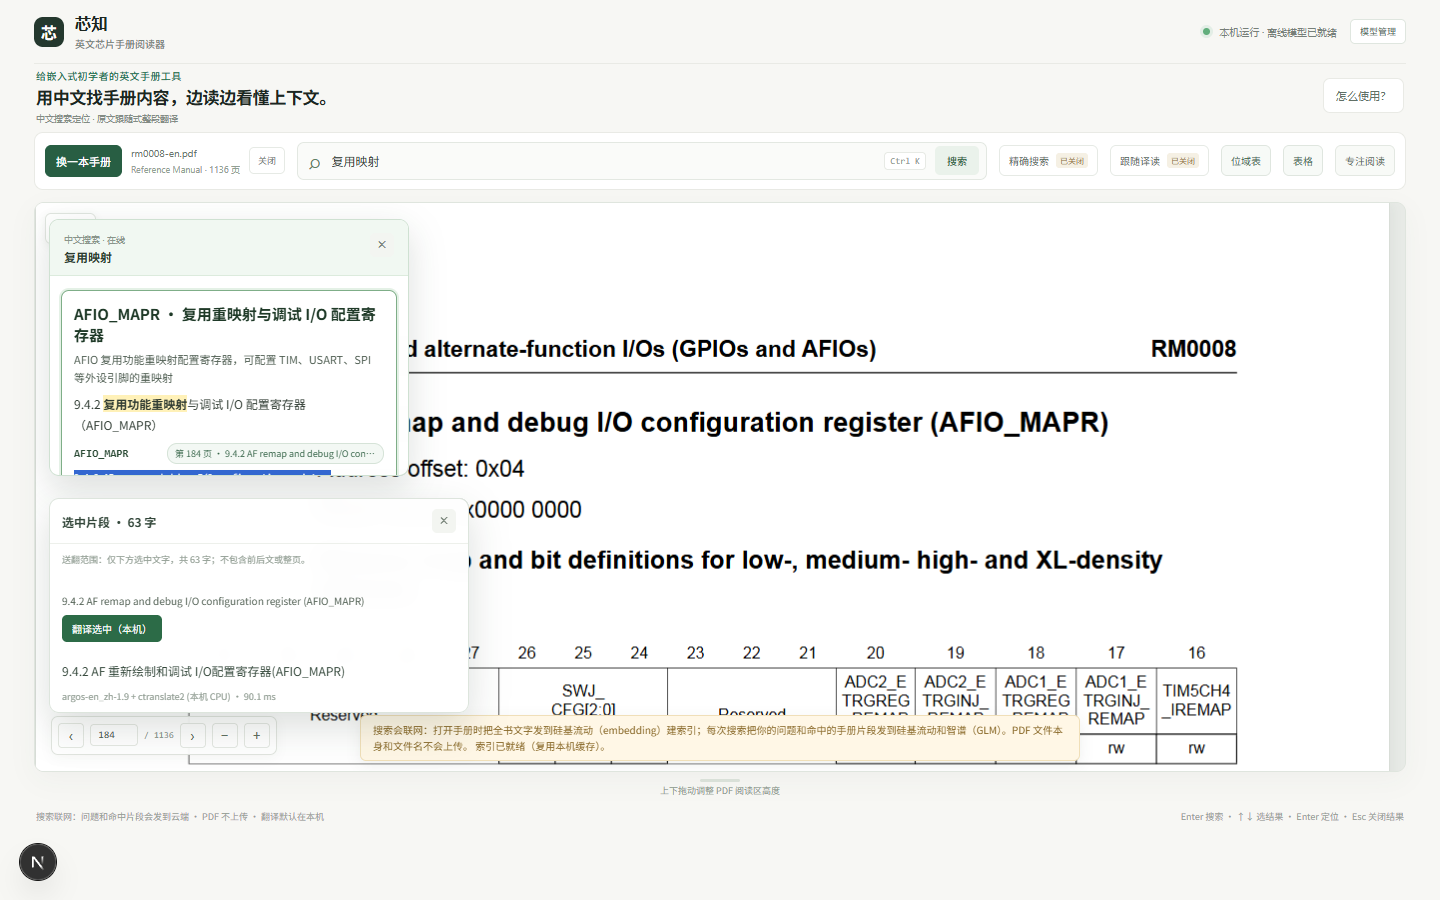 芯
芯知
英文芯片手册阅读器
本机运行 · 离线模型已就绪
模型管理
给嵌入式初学者的英文手册工具
用中文找手册内容，边读边看懂上下文。
中文搜索定位 · 原文跟随式整段翻译
怎么使用？
换一本手册
rm0008-en.pdf
Reference Manual · 1136 页
关闭
复用映射
Ctrl K
搜索
精确搜索 已关闭
跟随译读 已关闭
位域表
表格
专注阅读
中文搜索 · 在线
复用映射
×
AFIO_MAPR · 复用重映射与调试 I/O 配置寄
存器
AFIO 复用功能重映射配置寄存器，可配置 TIM、USART、SPI
等外设引脚的重映射
9.4.2 复用功能重映射与调试 I/O 配置寄存器
（AFIO_MAPR）
AFIO_MAPR
第 184 页 · 9.4.2 AF remap and debug I/O con···
d alternate-function I/Os (GPIOs and AFIOs)
RM0008
ap and debug I/O configuration register (AFIO_MAPR)
offset: 0x04
x0000 0000
and bit definitions for low-, medium- high- and XL-density
选中片段 · 63 字
×
送翻范围：仅下方选中文字，共 63 字；不包含前后文或整页。
9.4.2 AF remap and debug I/O configuration register (AFIO_MAPR)
翻译选中（本机）
9.4.2 AF 重新绘制和调试 I/O配置寄存器(AFIO_MAPR)
argos-en_zh-1.9 + ctranslate2 (本机 CPU) · 90.1 ms
27 26 25 24 23 22 21 20 19 18 17 16
Reserved
SWJ_
CFG[2:0]
Reserved
ADC2_E
TRGREG
_REMAP
ADC2_E
TRGINJ_
REMAP
ADC1_E
TRGREG
_REMAP
ADC1_E
TRGINJ_
REMAP
TIM5CH4
_IREMAP
rw rw
‹ 184 / 1136 › − +
搜索会联网：打开手册时把全书文字发到硅基流动（embedding）建索引；每次搜索把你的问题和命中的手册片段发到硅基流动和智谱（GLM）。PDF 文件本
身和文件名不会上传。 索引已就绪（复用本机缓存）。
上下拖动调整 PDF 阅读区高度
搜索联网：问题和命中片段会发到云端 · PDF 不上传 · 翻译默认在本机
Enter 搜索 · ↑↓ 选结果 · Enter 定位 · Esc 关闭结果
N